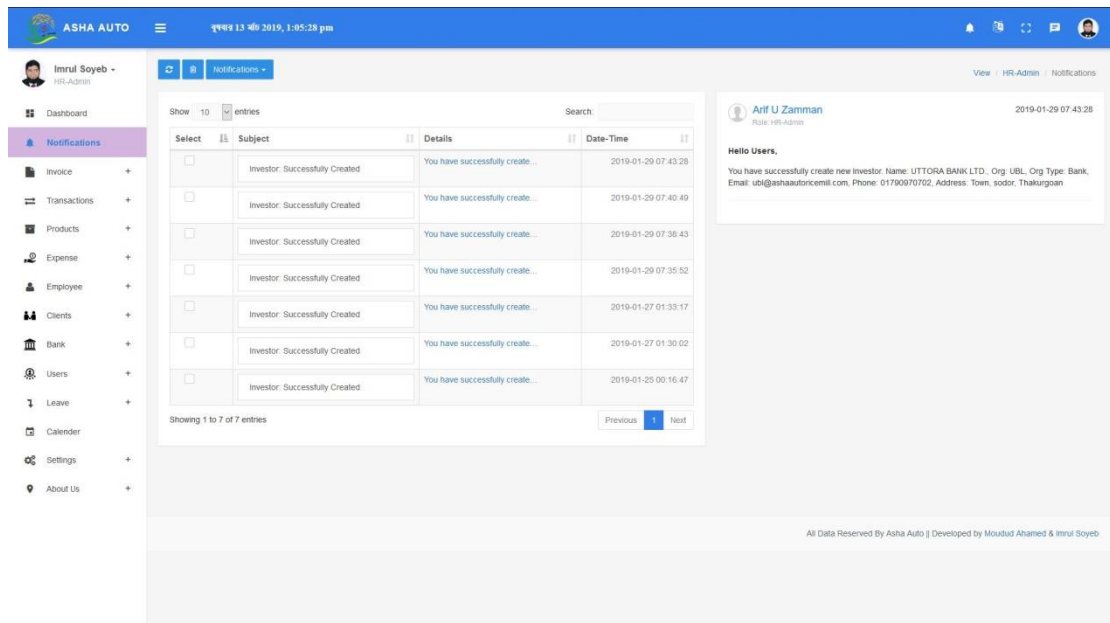 ASHA AUTO
বুধবার 13 মার্চ 2019, 1:05:28 pm
Imrul Soyeb
HR-Admin
Notifications
View / HR-Admin / Notifications
Dashboard
Notifications
Invoice +
Transactions +
Products +
Expense +
Employee +
Clients +
Bank +
Users +
Leave +
Calender
Settings +
About Us +
Show 10 entries
Search:
Select Subject Details Date-Time
Investor: Successfully Created You have successfully create... 2019-01-29 07:43:28
Investor: Successfully Created You have successfully create... 2019-01-29 07:40:49
Investor: Successfully Created You have successfully create... 2019-01-29 07:38:43
Investor: Successfully Created You have successfully create... 2019-01-29 07:35:52
Investor: Successfully Created You have successfully create... 2019-01-27 01:33:17
Investor: Successfully Created You have successfully create... 2019-01-27 01:30:02
Investor: Successfully Created You have successfully create... 2019-01-25 00:16:47
Showing 1 to 7 of 7 entries
Previous 1 Next
Arif U Zamman 2019-01-29 07:43:28
Role: HR-Admin
Hello Users,
You have successfully create new Investor. Name: UTTORA BANK LTD., Org: UBL, Org Type: Bank,
Email: ubl@ashaautoricemill.com, Phone: 01790970702, Address: Town, sodor, Thakurgoan
All Data Reserved By Asha Auto || Developed by Moudud Ahamed & Imrul Soyeb